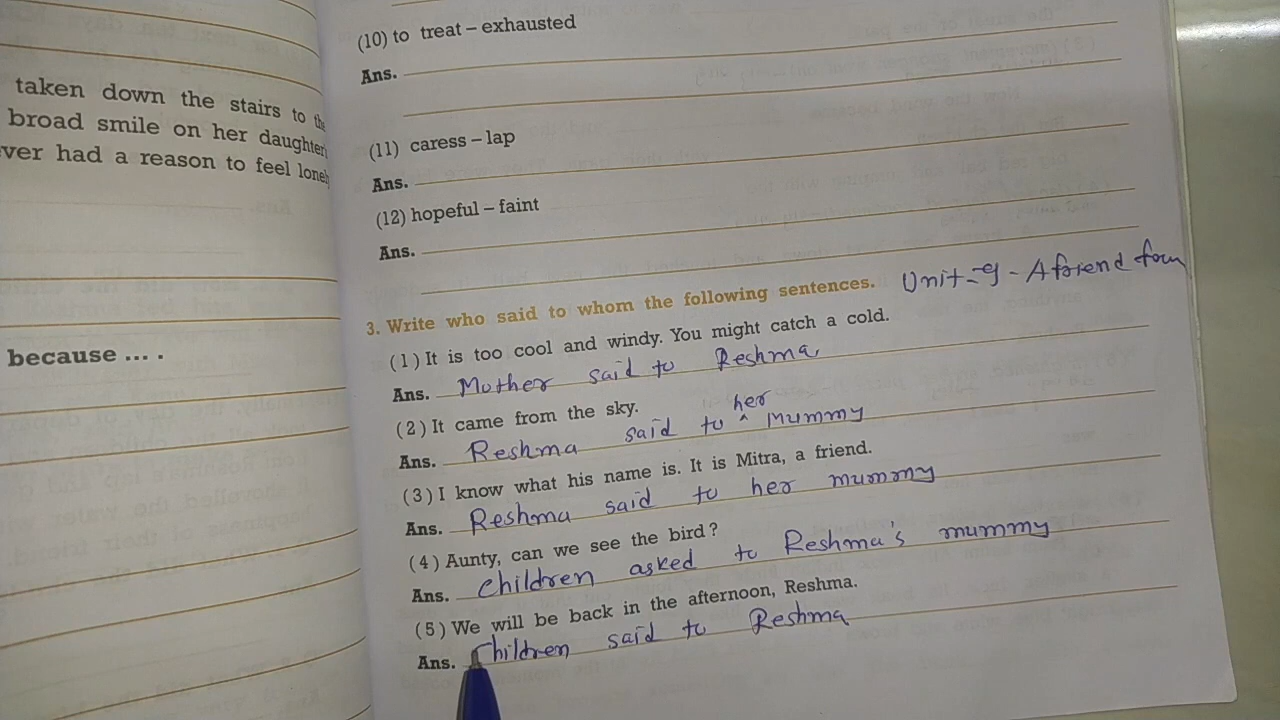 taken down the stairs to the
broad smile on her daughter
ver had a reason to feel
because ... .
(10) to treat – exhausted
Ans.
(11) caress – lap
Ans.
(12) hopeful – faint
Ans.
3. Write who said to whom the following sentences. Unit-9 - A friend
(1) It is too cool and windy. You might catch a cold.
Ans. Mother said to Reshma
(2) It came from the sky.
Ans. Reshma said to her mummy
(3) I know what his name is. It is Mitra, a friend.
Ans. Reshma said to her mummy
(4) Aunty, can we see the bird?
Ans. Children asked to Reshma's mummy
(5) We will be back in the afternoon, Reshma.
Ans. Children said to Reshma